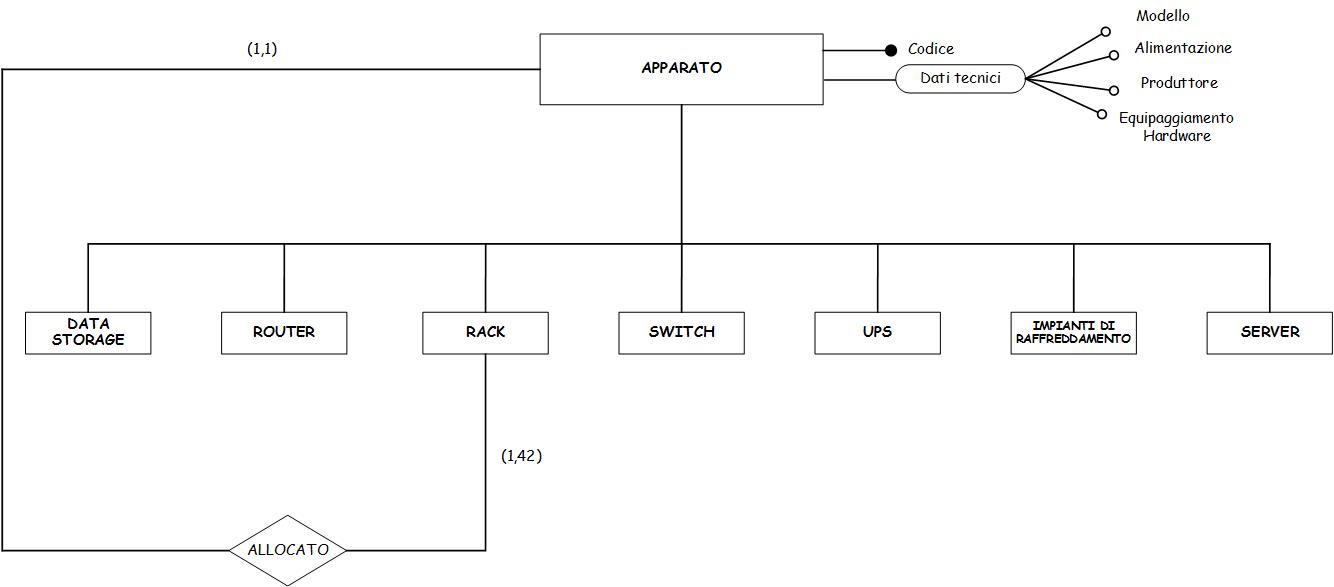 Modello
(1,1)
APPARATO
Codice
Alimentazione
Dati tecnici
Produttore
Equipaggiamento
Hardware
DATA
STORAGE
ROUTER
RACK
SWITCH
UPS
IMPIANTI DI
RAFFREDDAMENTO
SERVER
(1,42)
ALLOCATO